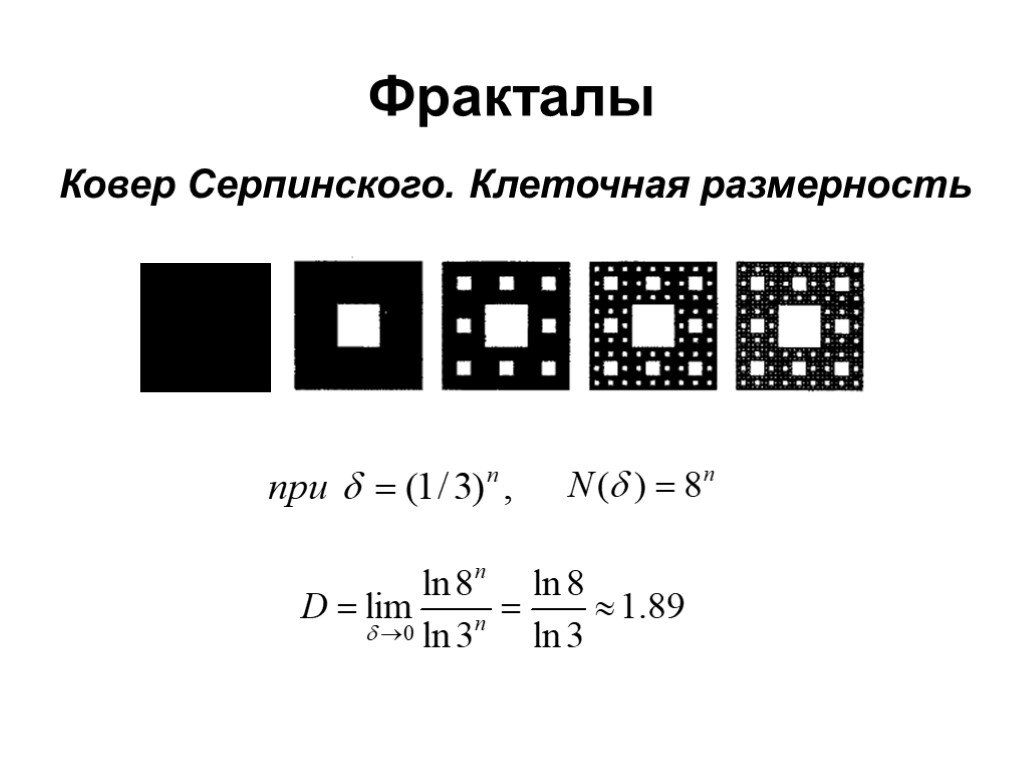 Фракталы
Ковер Серпинского. Клеточная размерность
при δ = (1/3)ⁿ, N(δ) = 8ⁿ
D = lim_{δ→0} ln 8ⁿ / ln 3ⁿ = ln 8 / ln 3 ≈ 1.89